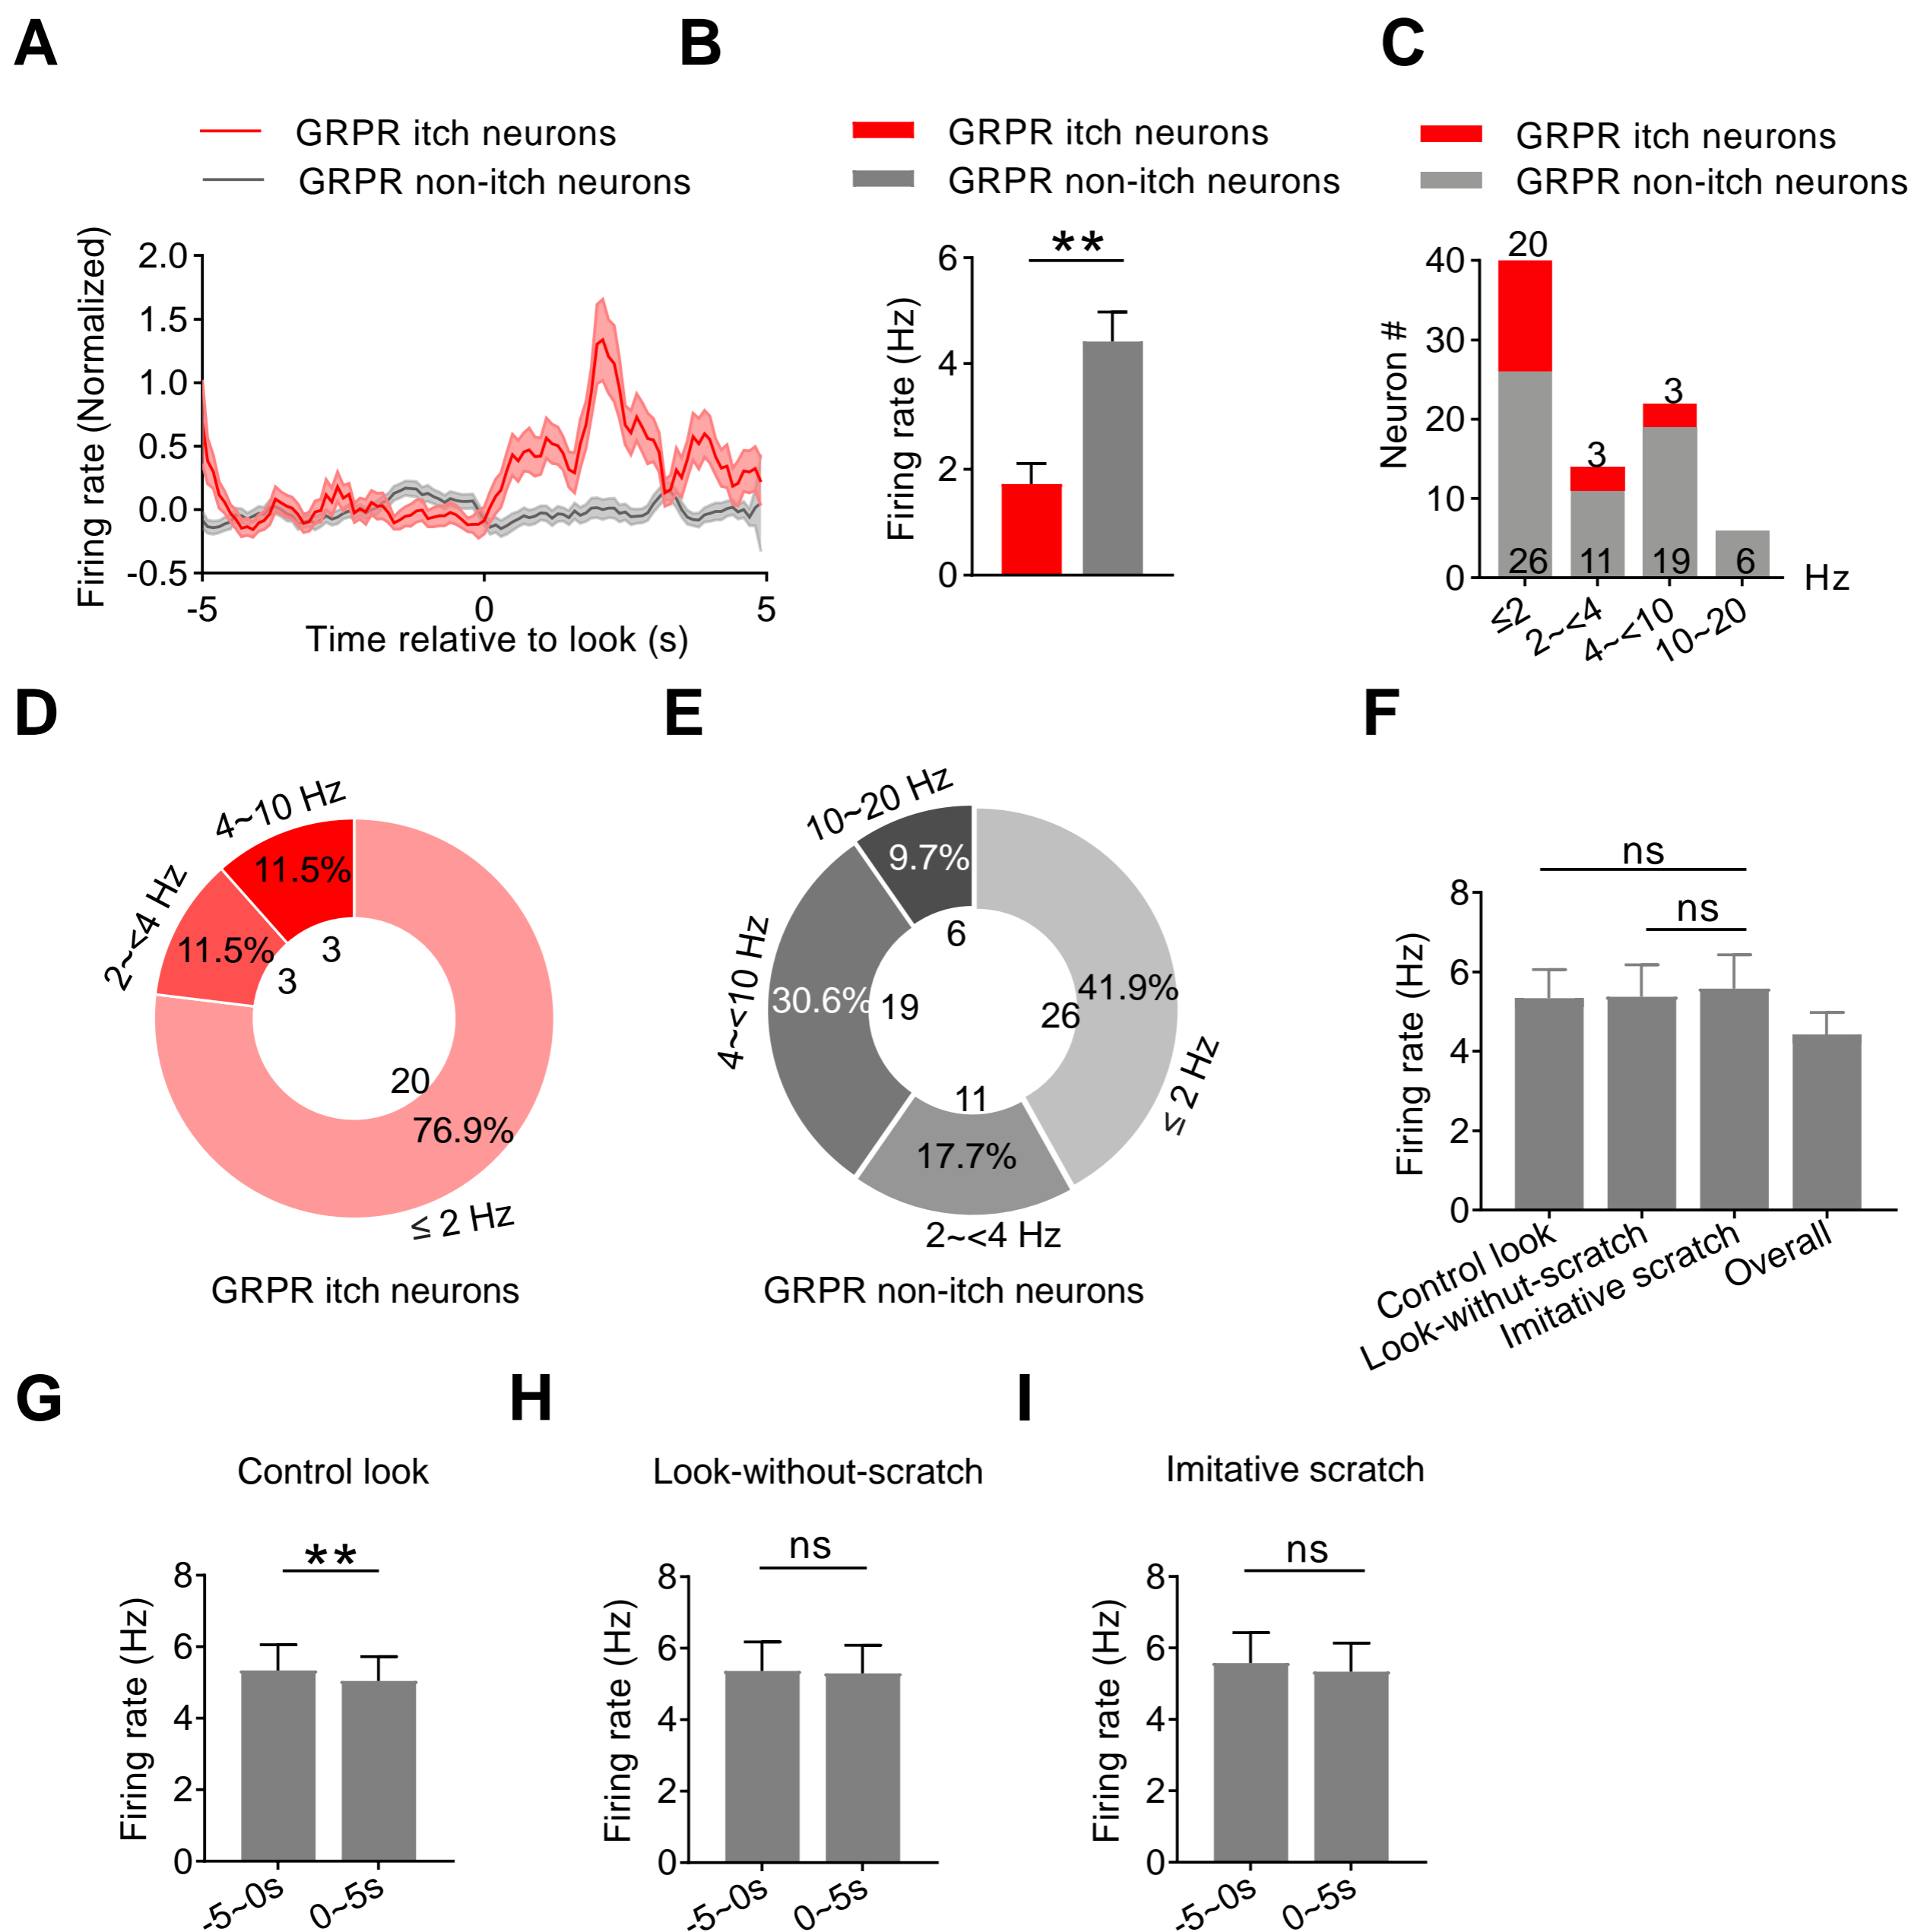 A
GRPR itch neurons
GRPR non-itch neurons
Firing rate (Normalized)
2.0
1.5
1.0
0.5
0.0
-0.5
-5
0
5
Time relative to look (s)
B
GRPR itch neurons
GRPR non-itch neurons
**
Firing rate (Hz)
6
4
2
0
C
GRPR itch neurons
GRPR non-itch neurons
Neuron #
40
30
20
10
0
20
3
3
26
11
19
6
Hz
≤2
2~<4
4~<10
10~20
D
4~10 Hz
11.5%
3
2~<4 Hz
11.5%
3
20
76.9%
≤ 2 Hz
GRPR itch neurons
E
10~20 Hz
9.7%
6
4~<10 Hz
30.6%
19
41.9%
26
≤ 2 Hz
11
17.7%
2~<4 Hz
GRPR non-itch neurons
F
ns
ns
Firing rate (Hz)
8
6
4
2
0
Control look
Look-withut-scratch
Imitative scratch
Overall
G
Control look
**
Firing rate (Hz)
8
6
4
2
0
-5~0s
0~5s
H
Look-without-scratch
ns
Firing rate (Hz)
8
6
4
2
0
-5~0s
0~5s
I
Imitative scratch
ns
Firing rate (Hz)
8
6
4
2
0
-5~0s
0~5s